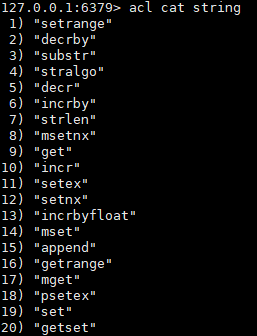 127.0.0.1:6379> acl cat string
1) "setrange"
2) "decrby"
3) "substr"
4) "stralgo"
5) "decr"
6) "incrby"
7) "strlen"
8) "msetnx"
9) "get"
10) "incr"
11) "setex"
12) "setnx"
13) "incrbyfloat"
14) "mset"
15) "append"
16) "getrange"
17) "mget"
18) "psetex"
19) "set"
20) "getset"